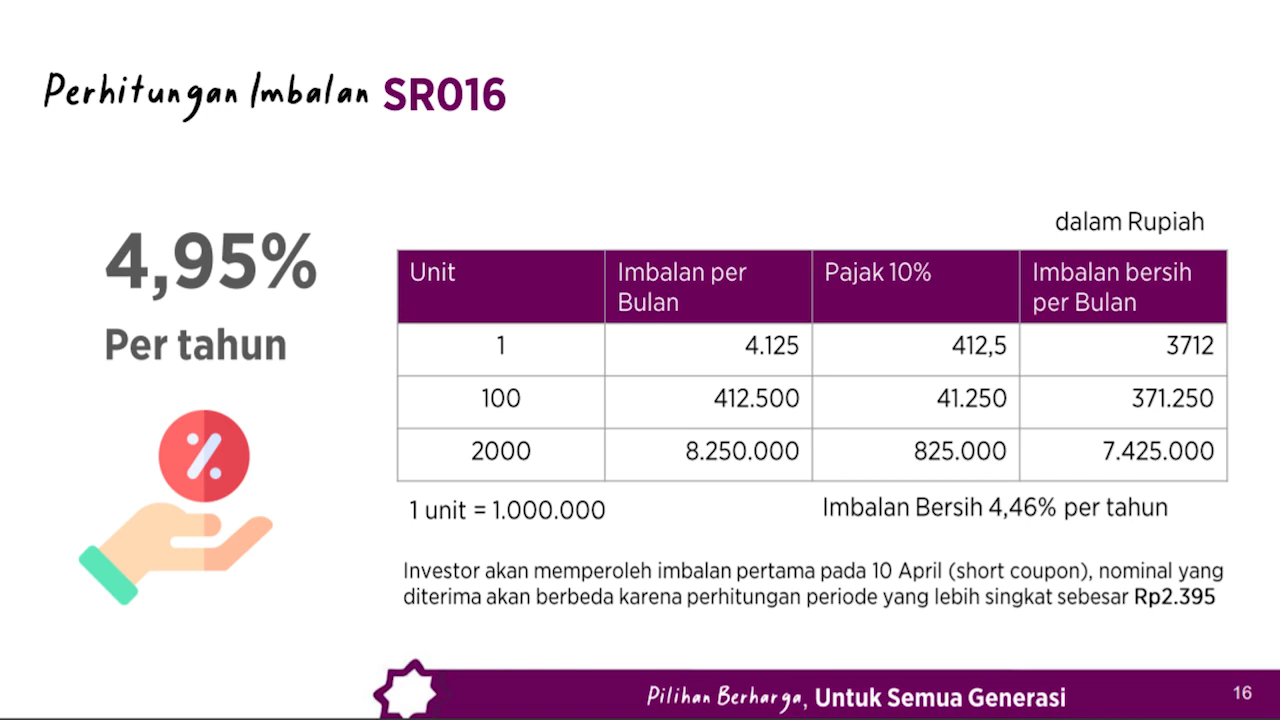 Perhitungan Imbalan SR016
4,95%
Per tahun
dalam Rupiah
Unit Imbalan per Bulan Pajak 10% Imbalan bersih per Bulan
1 4.125 412,5 3712
100 412.500 41.250 371.250
2000 8.250.000 825.000 7.425.000
1 unit = 1.000.000
Imbalan Bersih 4,46% per tahun
Investor akan memperoleh imbalan pertama pada 10 April (short coupon), nominal yang
diterima akan berbeda karena perhitungan periode yang lebih singkat sebesar Rp2.395
Pilihan Berharga, Untuk Semua Generasi
16